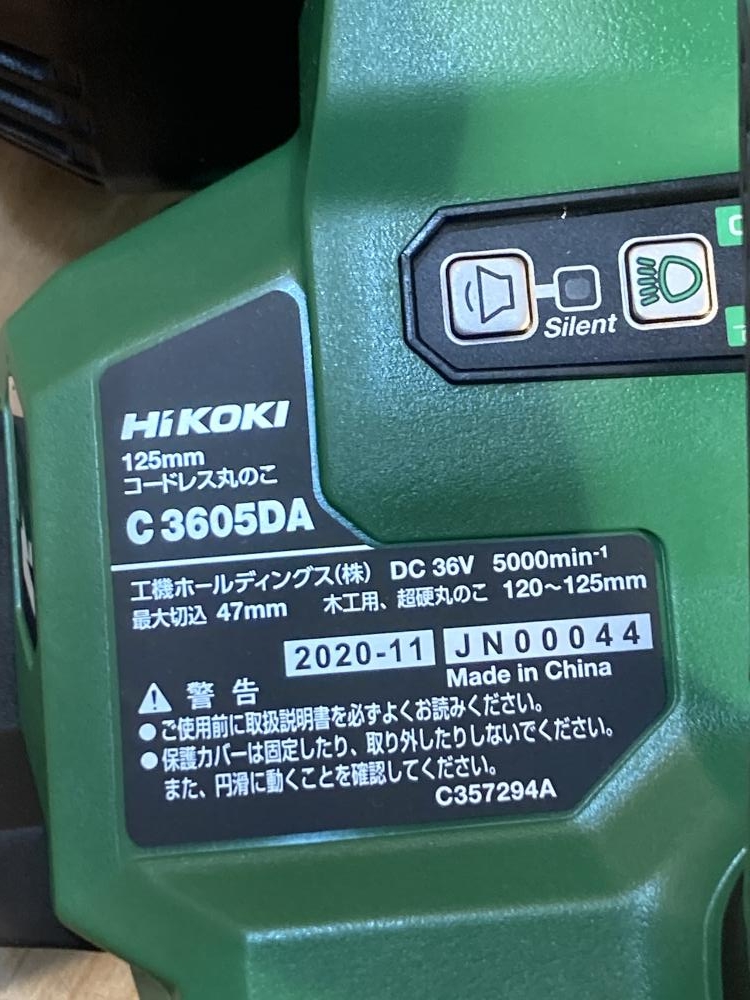 Silent
HiKOKI
125mm
コードレス丸のこ
C 3605DA
工機ホールディングス(株) DC 36V 5000min⁻¹
最大切込 47mm 木工用、超硬丸のこ 120～125mm
2020-11 JN00044
Made in China
警告
●ご使用前に取扱説明書を必ずよくお読みください。
●保護カバーは固定したり、取り外したりしないでください。
また、円滑に動くことを確認してください。
C357294A